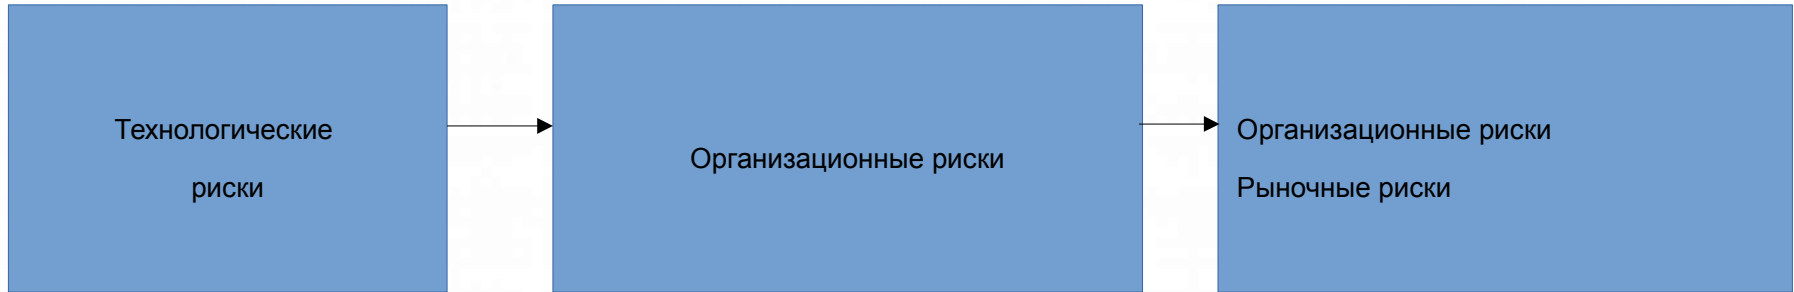 Технологические
риски
Организационные риски
Организационные риски
Рыночные риски